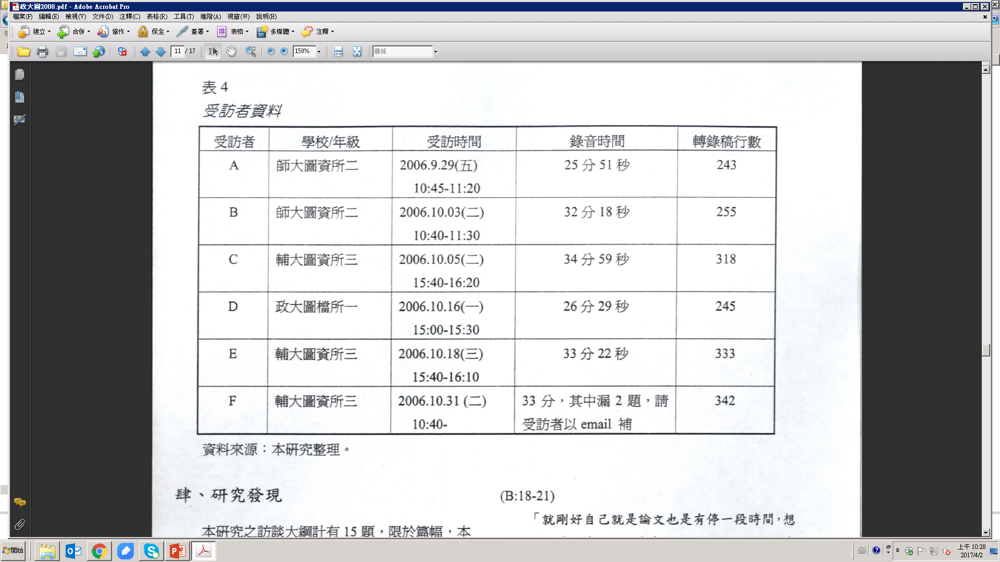 政大圖2008.pdf - Adobe Acrobat Pro
檔案(F) 編輯(E) 檢視(V) 文件(D) 注釋(C) 表格(R) 工具(T) 進階(A) 視窗(W) 說明(H)
建立 合併 協作 保全 簽署 表格 多媒體 注釋
11 / 17 150% 尋找
表 4
受訪者資料
受訪者 學校/年級 受訪時間 錄音時間 轉錄稿行數
A 師大圖資所二 2006.9.29(五) 25 分 51 秒 243
10:45-11:20
B 師大圖資所二 2006.10.03(二) 32 分 18 秒 255
10:40-11:30
C 輔大圖資所三 2006.10.05(二) 34 分 59 秒 318
15:40-16:20
D 政大圖檔所一 2006.10.16(一) 26 分 29 秒 245
15:00-15:30
E 輔大圖資所三 2006.10.18(三) 33 分 22 秒 333
15:40-16:10
F 輔大圖資所三 2006.10.31 (二) 33 分，其中漏 2 題，請 342
10:40- 受訪者以 email 補
資料來源：本研究整理。
肆、研究發現
本研究之訪談大綱計有 15 題，限於篇幅，本
(B:18-21)
「就剛好自己就是論文也是有停一段時間，想
開始
上午 10:28
2017/4/2